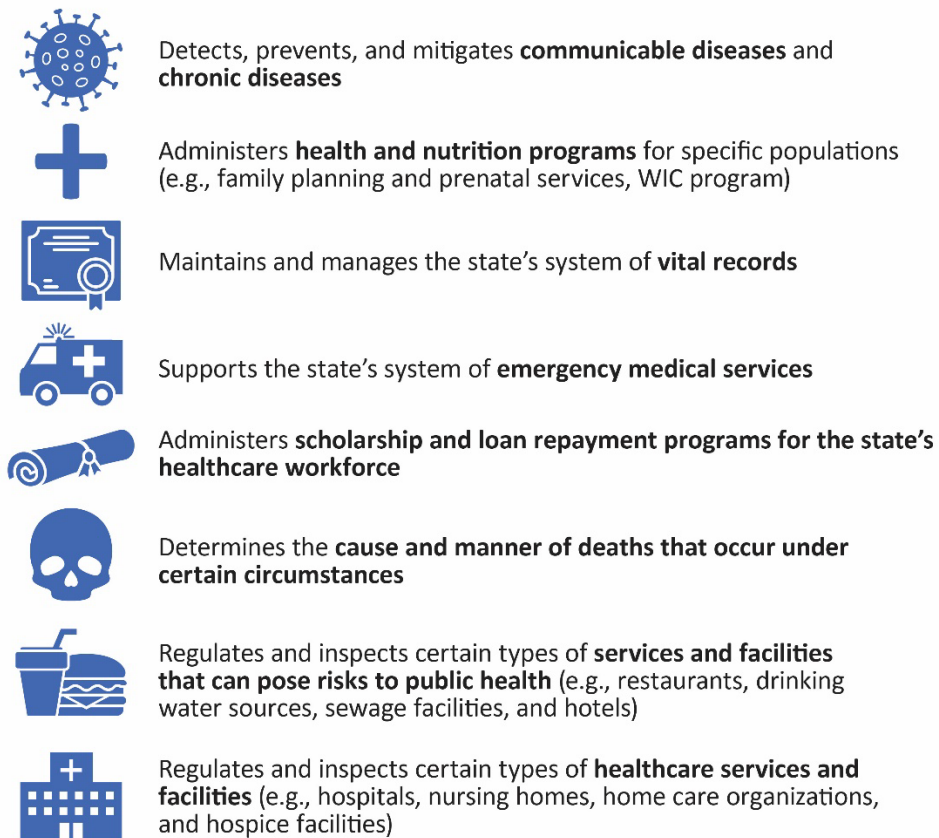 Detects, prevents, and mitigates communicable diseases and
chronic diseases
Administers health and nutrition programs for specific populations
(e.g., family planning and prenatal services, WIC program)
Maintains and manages the state’s system of vital records
Supports the state’s system of emergency medical services
Administers scholarship and loan repayment programs for the state’s
healthcare workforce
Determines the cause and manner of deaths that occur under
certain circumstances
Regulates and inspects certain types of services and facilities
that can pose risks to public health (e.g., restaurants, drinking
water sources, sewage facilities, and hotels)
Regulates and inspects certain types of healthcare services and
facilities (e.g., hospitals, nursing homes, home care organizations,
and hospice facilities)